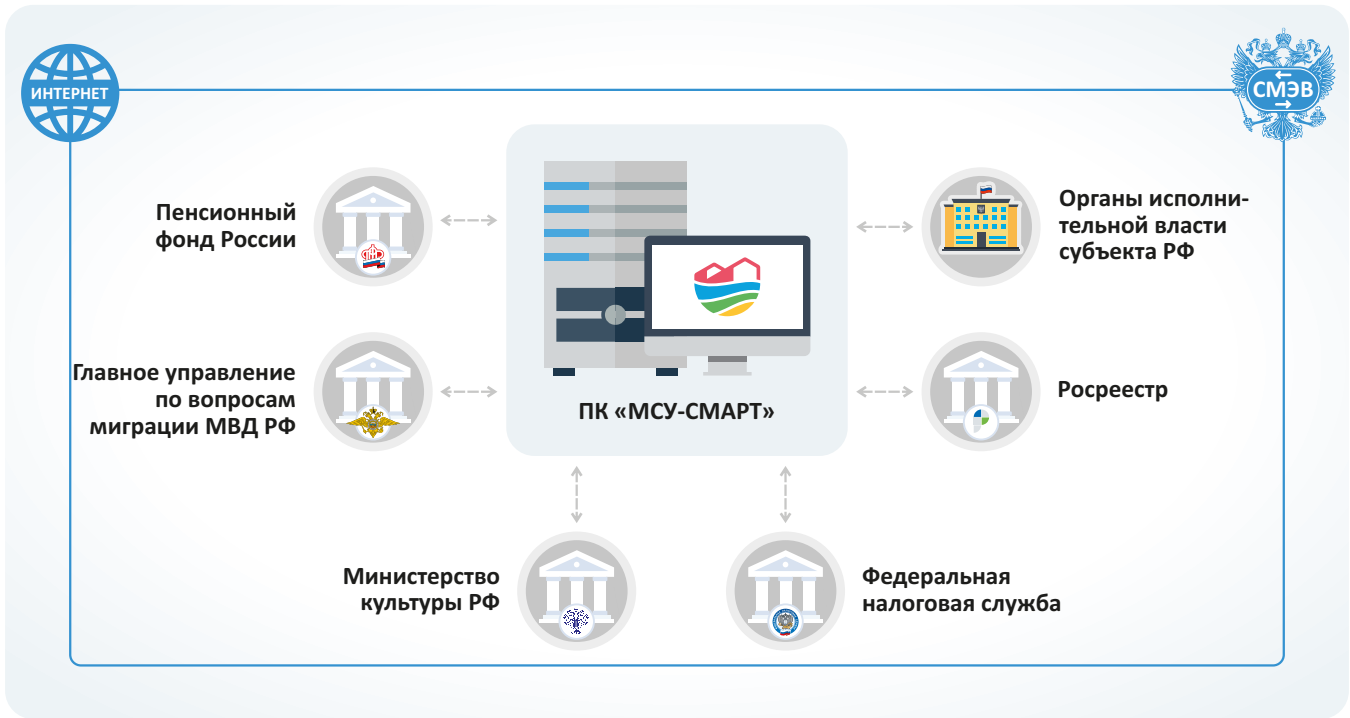 ИНТЕРНЕТ
СМЭВ
Пенсионный
фонд России
Органы исполни-
тельной власти
субъекта РФ
Главное управление
по вопросам
миграции МВД РФ
ПК «МСУ-СМАРТ»
Росреестр
Министерство
культуры РФ
Федеральная
налоговая служба